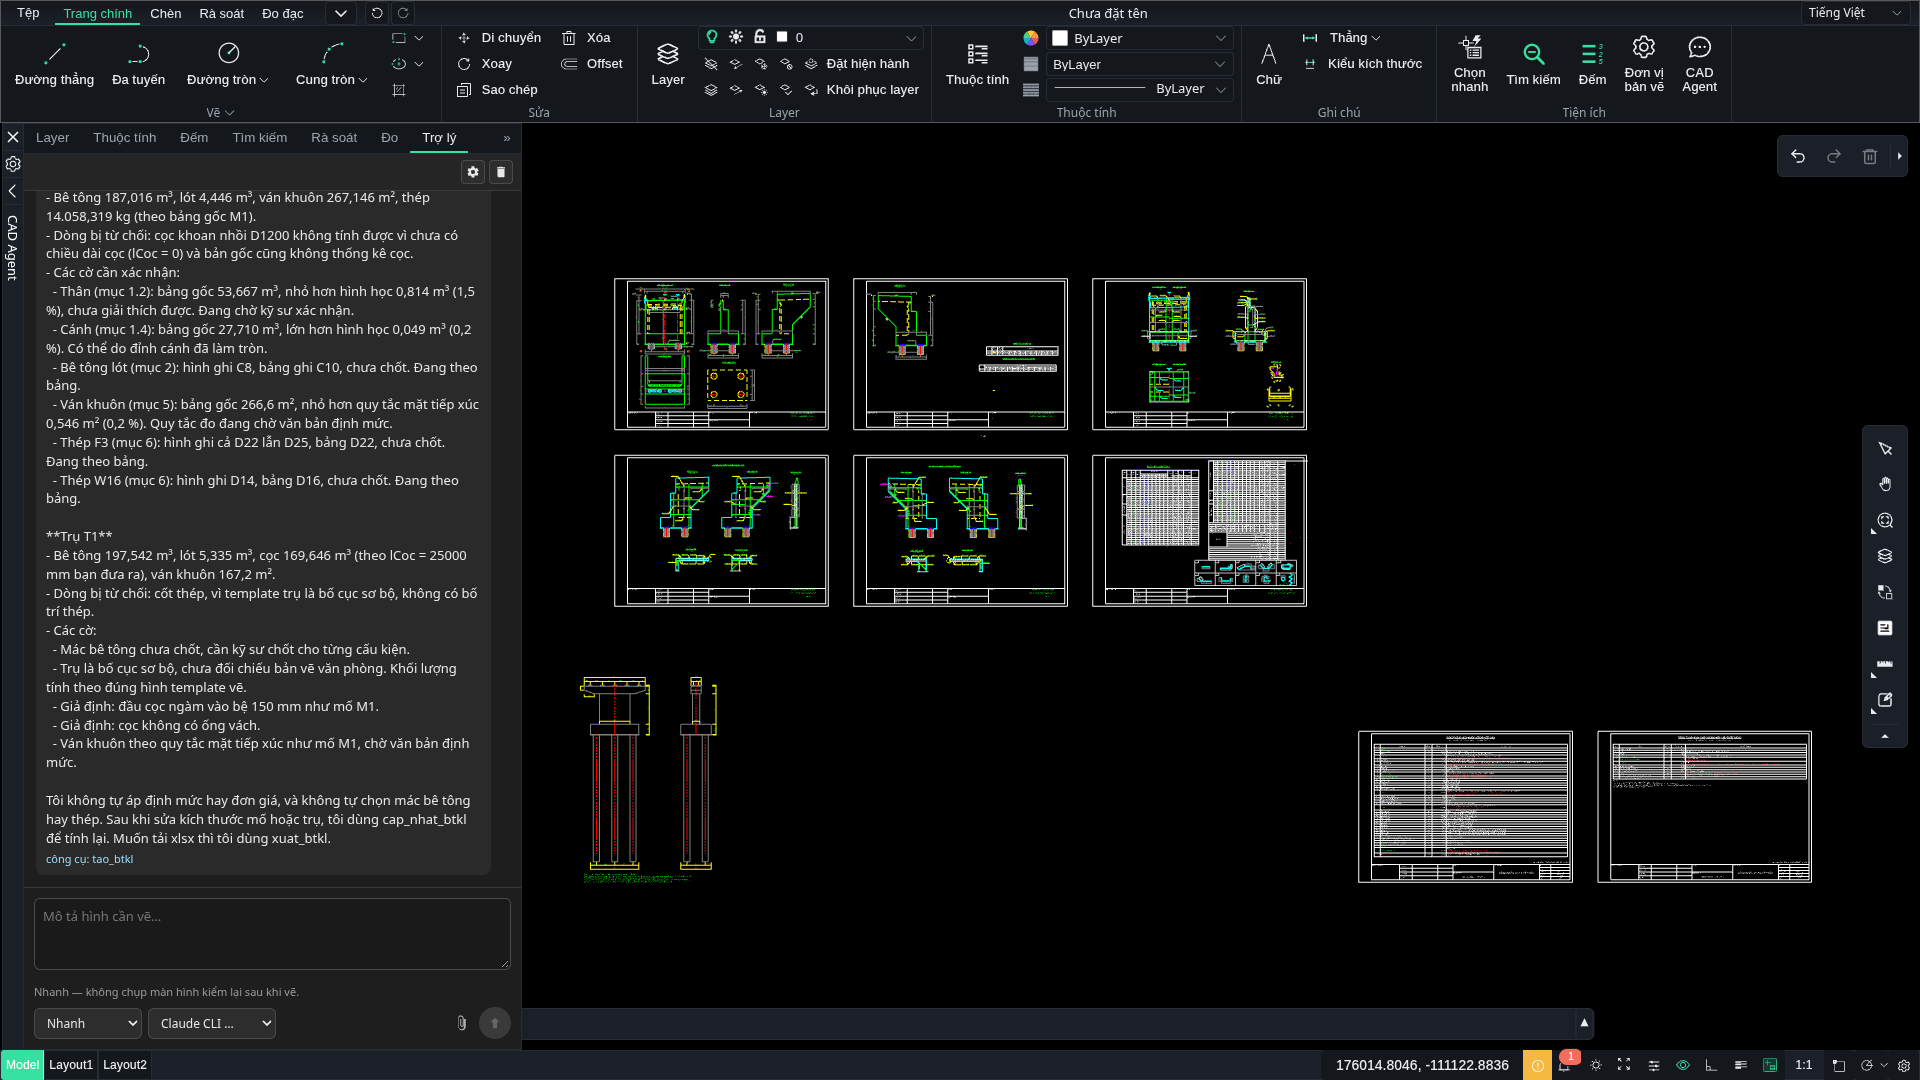 Tệp
Trang chính
Chèn
Rà soát
Đo đạc
Chưa đặt tên
Tiếng Việt
Đường thẳng
Đa tuyến
Đường tròn
Cung tròn
Vẽ
Di chuyển
Xoay
Sao chép
Xóa
Offset
Sửa
Layer
0
Đặt hiện hành
Khôi phục layer
Layer
Thuộc tính
ByLayer
ByLayer
ByLayer
Thuộc tính
Chữ
Thẳng
Kiểu kích thước
Ghi chú
Chọn nhanh
Tìm kiếm
Đếm
Đơn vị bản vẽ
CAD Agent
Tiện ích
CAD Agent
Layer
Thuộc tính
Đếm
Tìm kiếm
Rà soát
Đo
Trợ lý
»
- Bê tông 187,016 m³, lót 4,446 m³, ván khuôn 267,146 m², thép
14.058,319 kg (theo bảng gốc M1).
- Dòng bị từ chối: cọc khoan nhồi D1200 không tính được vì chưa có
chiều dài cọc (lCoc = 0) và bản gốc cũng không thống kê cọc.
- Các cờ cần xác nhận:
- Thân (mục 1.2): bảng gốc 53,667 m³, nhỏ hơn hình học 0,814 m³ (1,5
%), chưa giải thích được. Đang chờ kỹ sư xác nhận.
- Cánh (mục 1.4): bảng gốc 27,710 m³, lớn hơn hình học 0,049 m³ (0,2
%). Có thể do đỉnh cánh đã làm tròn.
- Bê tông lót (mục 2): hình ghi C8, bảng ghi C10, chưa chốt. Đang theo
bảng.
- Ván khuôn (mục 5): bảng gốc 266,6 m², nhỏ hơn quy tắc mặt tiếp xúc
0,546 m² (0,2 %). Quy tắc đo đang chờ văn bản định mức.
- Thép F3 (mục 6): hình ghi cả D22 lẫn D25, bảng D22, chưa chốt.
Đang theo bảng.
- Thép W16 (mục 6): hình ghi D14, bảng D16, chưa chốt. Đang theo
bảng.
**Trụ T1**
- Bê tông 197,542 m³, lót 5,335 m³, cọc 169,646 m³ (theo lCoc = 25000
mm bạn đưa ra), ván khuôn 167,2 m².
- Dòng bị từ chối: cốt thép, vì template trụ là bố cục sơ bộ, không có bố
trí thép.
- Các cờ:
- Mác bê tông chưa chốt, cần kỹ sư chốt cho từng cấu kiện.
- Trụ là bố cục sơ bộ, chưa đối chiếu bản vẽ văn phòng. Khối lượng
tính theo đúng hình template vẽ.
- Giả định: đầu cọc ngàm vào bệ 150 mm như mố M1.
- Giả định: cọc không có ống vách.
- Ván khuôn theo quy tắc mặt tiếp xúc như mố M1, chờ văn bản định
mức.
Tôi không tự áp định mức hay đơn giá, và không tự chọn mác bê tông
hay thép. Sau khi sửa kích thước mố hoặc trụ, tôi dùng cap_nhat_btkl
để tính lại. Muốn tải xlsx thì tôi dùng xuat_btkl.
công cụ: tao_btkl
Mô tả hình cần vẽ...
Nhanh — không chụp màn hình kiểm lại sau khi vẽ.
Nhanh
Claude CLI ...
Model
Layout1
Layout2
176014.8046, -111122.8836
1
1:1